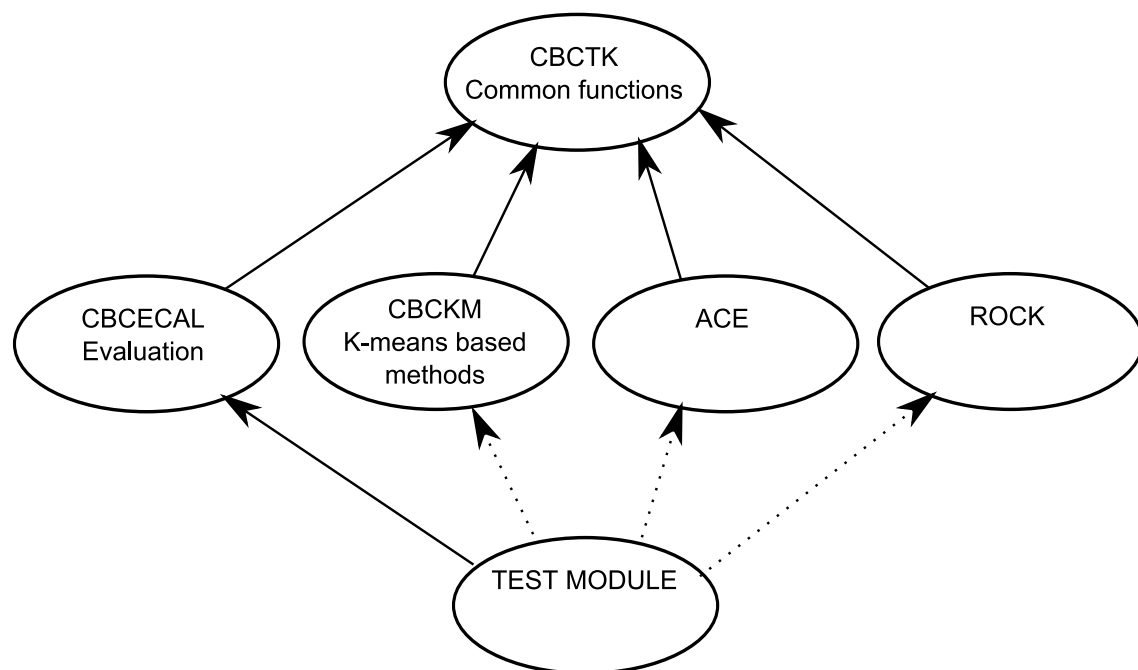 CBCTK
Common functions
CBCECAL
Evaluation
CBCKM
K-means based
methods
ACE
ROCK
TEST MODULE